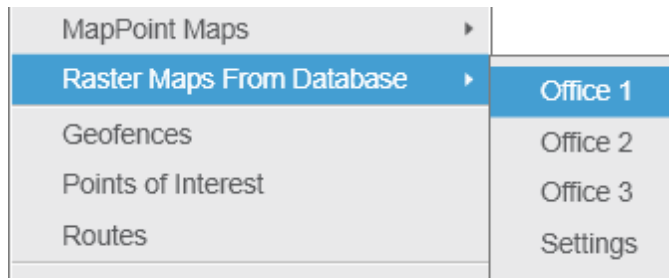 MapPoint Maps
Raster Maps From Database
Geofences
Points of Interest
Routes
Office 1
Office 2
Office 3
Settings